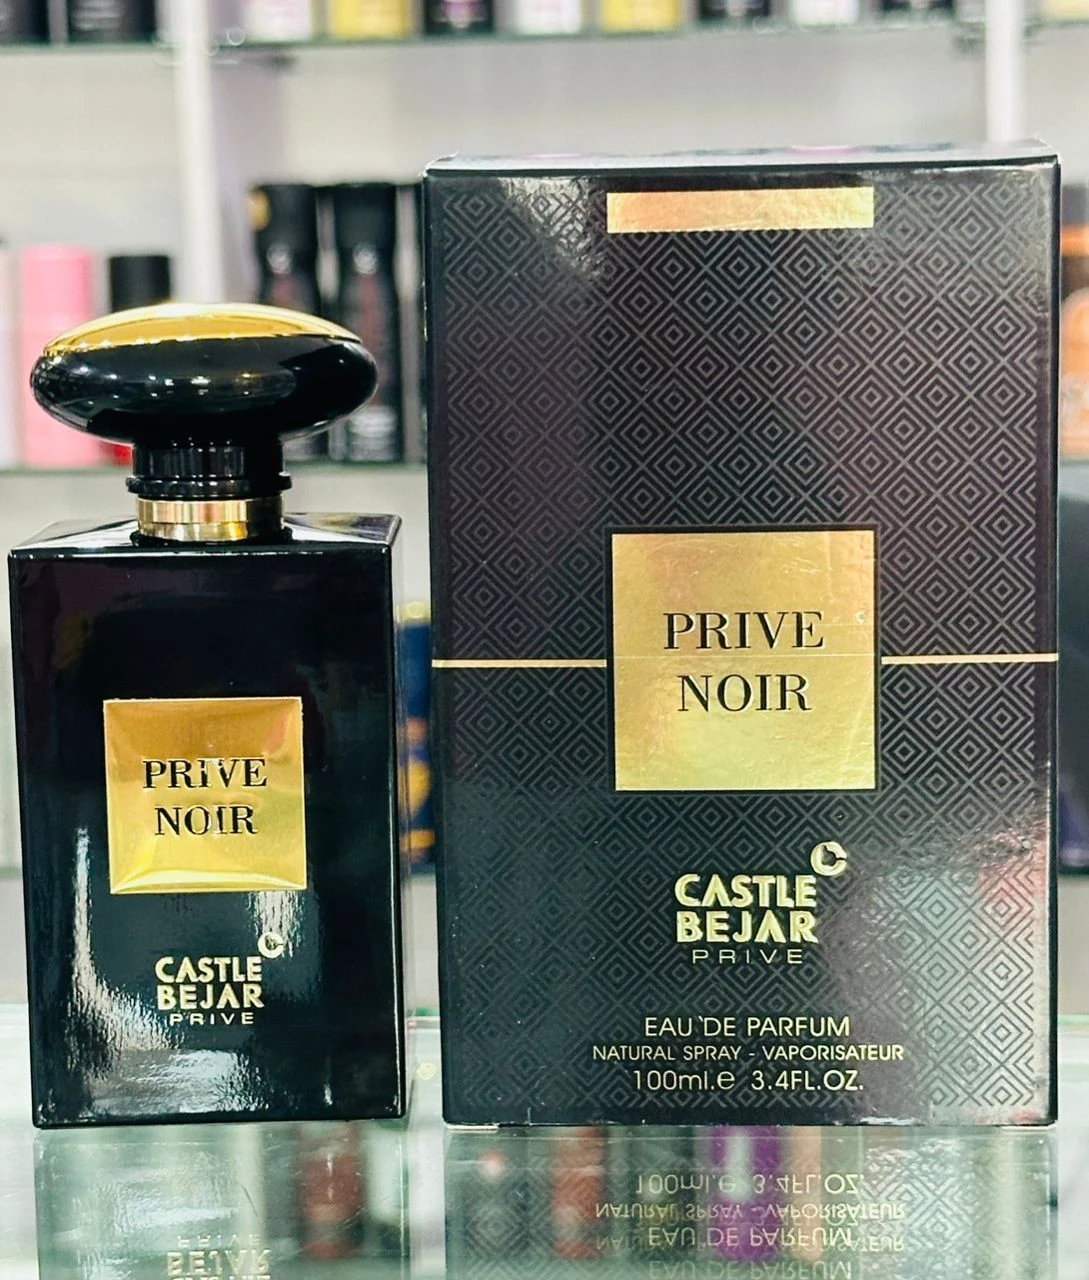 PRIVE
NOIR
CASTLE
BEJAR
PRIVE
PRIVE
NOIR
CASTLE
BEJAR
PRIVE
EAU DE PARFUM
NATURAL SPRAY - VAPORISATEUR
100ml.e 3.4FL.OZ.